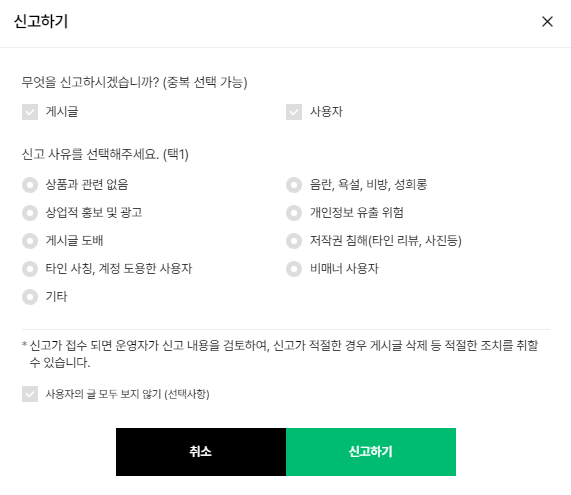 신고하기
무엇을 신고하시겠습니까? (중복 선택 가능)
게시글
사용자
신고 사유를 선택해주세요. (택1)
상품과 관련 없음
음란, 욕설, 비방, 성희롱
상업적 홍보 및 광고
개인정보 유출 위험
게시글 도배
저작권 침해(타인 리뷰, 사진등)
타인 사칭, 계정 도용한 사용자
비매너 사용자
기타
* 신고가 접수 되면 운영자가 신고 내용을 검토하여, 신고가 적절한 경우 게시글 삭제 등 적절한 조치를 취할
수 있습니다.
사용자의 글 모두 보지 않기 (선택사항)
취소
신고하기